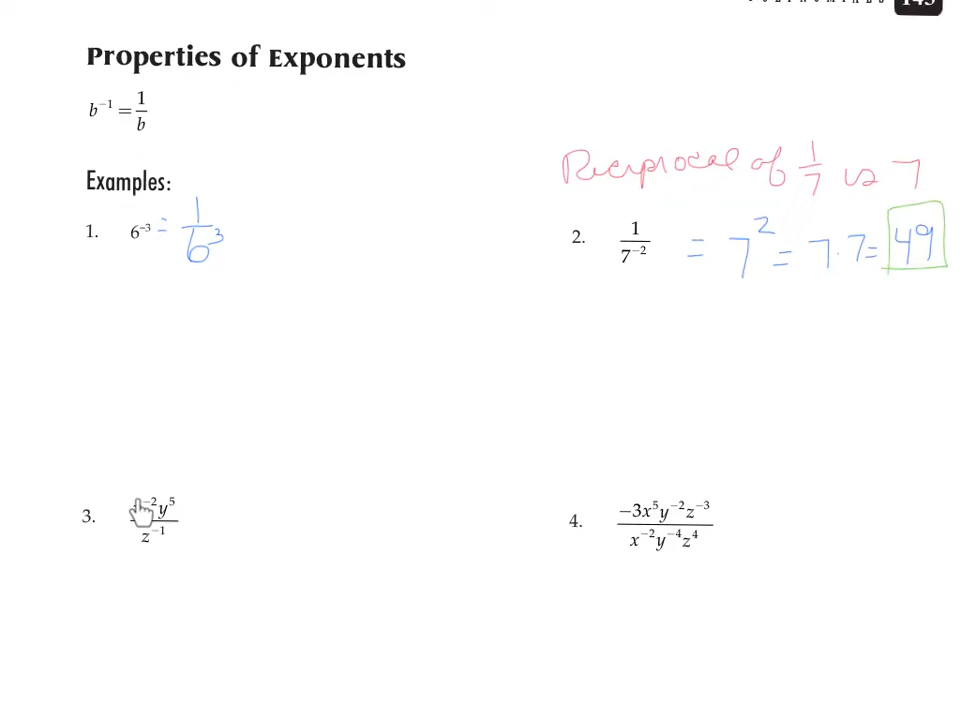 Properties of Exponents
b⁻¹ = 1/b
Reciprocal of 1/7 is 7
Examples:
1. 6⁻³ = 1/6³
2. 1/7⁻² = 7² = 7·7 = 49
3. ⁻²y⁵/z⁻¹
4. −3x⁵y⁻²z⁻³/x⁻²y⁻⁴z⁴